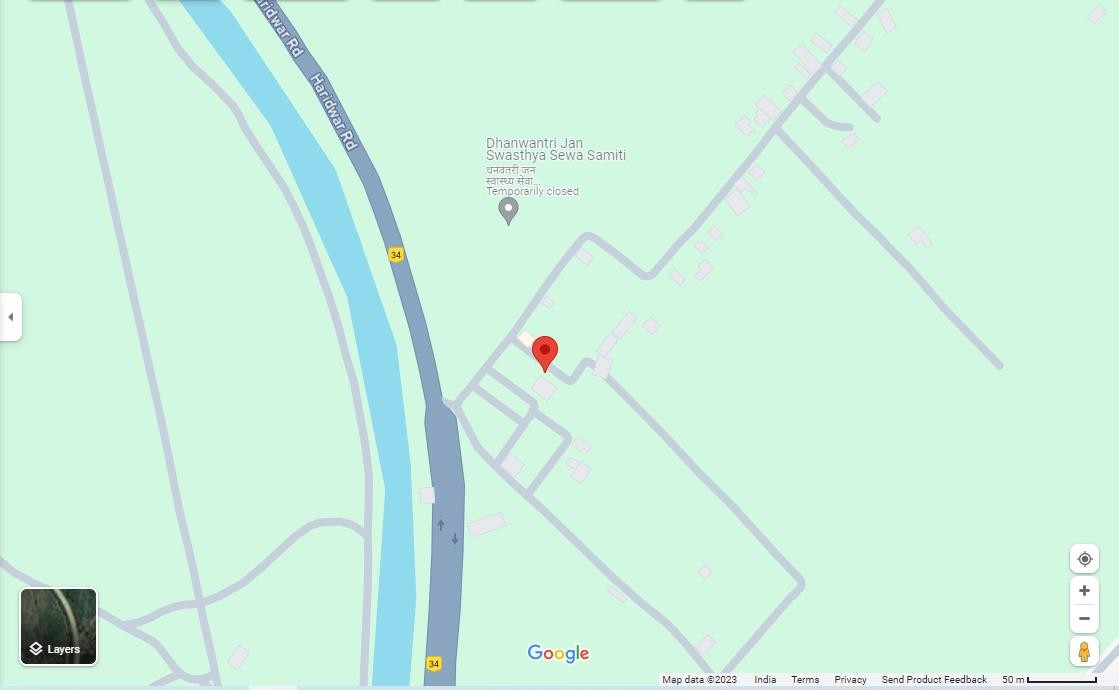 Haridwar Rd
Haridwar Rd
Dhanwantri Jan
Swasthya Sewa Samiti
धनवंतरी जन
स्वास्थ्य सेवा...
Temporarily closed
34
34
Layers
Google
Map data ©2023 India Terms Privacy Send Product Feedback 50 m